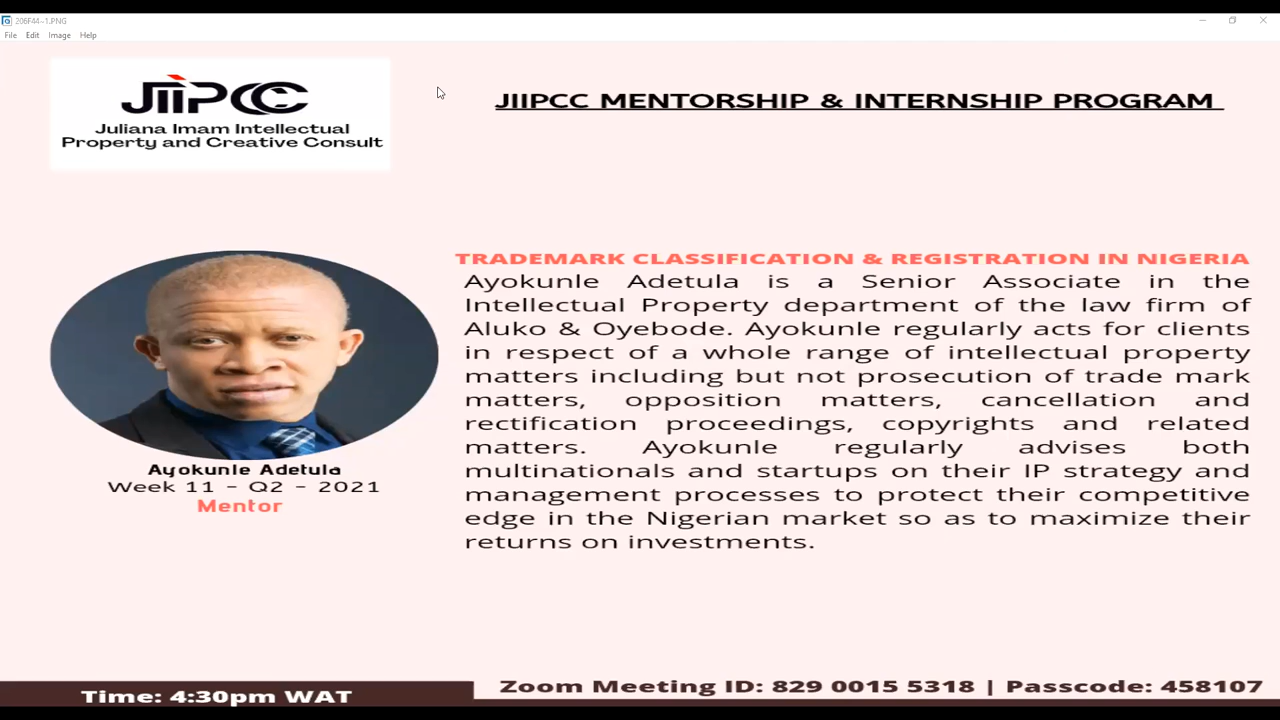 206F44~1.PNG
File Edit Image Help
JIIPCC
Juliana Imam Intellectual
Property and Creative Consult
JIIPCC MENTORSHIP & INTERNSHIP PROGRAM
TRADEMARK CLASSIFICATION & REGISTRATION IN NIGERIA
Ayokunle Adetula is a Senior Associate in the
Intellectual Property department of the law firm of
Aluko & Oyebode. Ayokunle regularly acts for clients
in respect of a whole range of intellectual property
matters including but not prosecution of trade mark
matters, opposition matters, cancellation and
rectification proceedings, copyrights and related
matters. Ayokunle regularly advises both
multinationals and startups on their IP strategy and
management processes to protect their competitive
edge in the Nigerian market so as to maximize their
returns on investments.
Ayokunle Adetula
Week 11 - Q2 - 2021
Mentor
Time: 4:30pm WAT
Zoom Meeting ID: 829 0015 5318 | Passcode: 458107